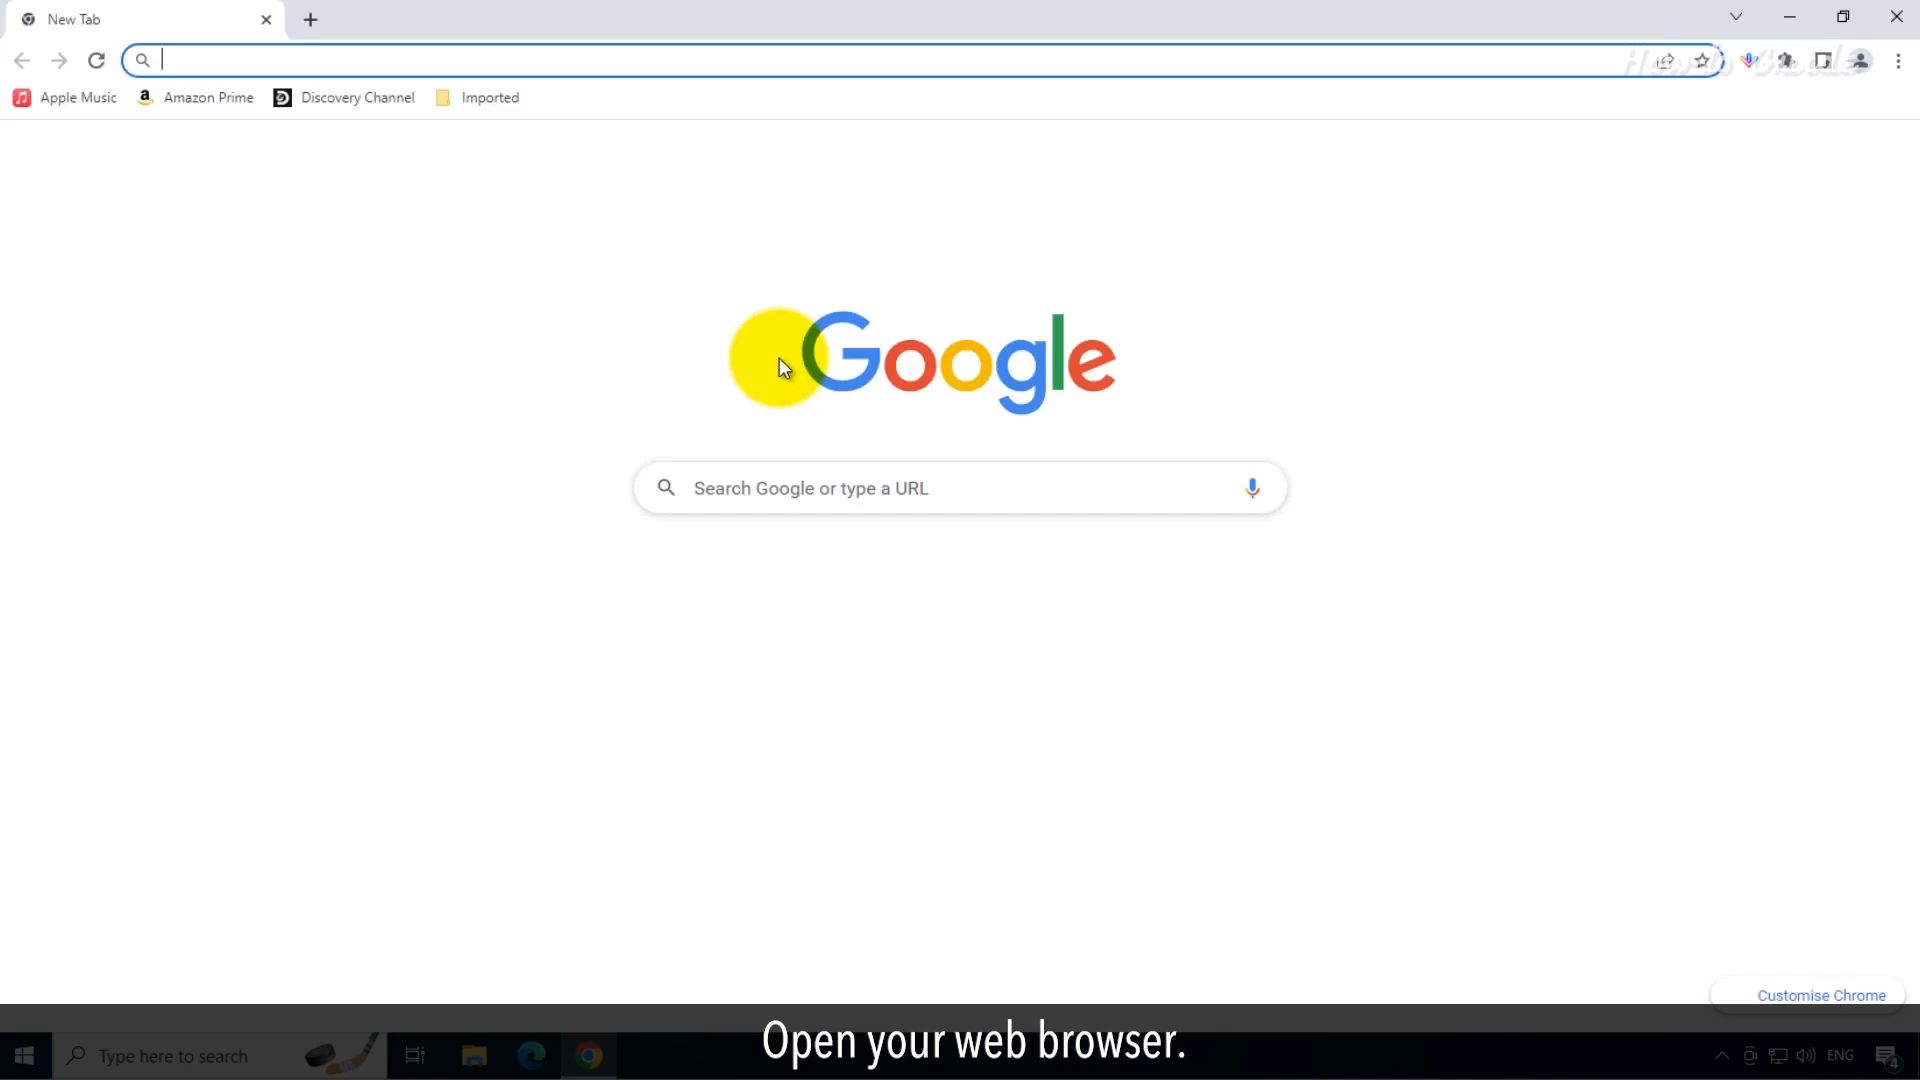 New Tab
Apple Music
Amazon Prime
Discovery Channel
Imported
Google
Search Google or type a URL
Customise Chrome
Open your web browser.
Type here to search
ENG
4